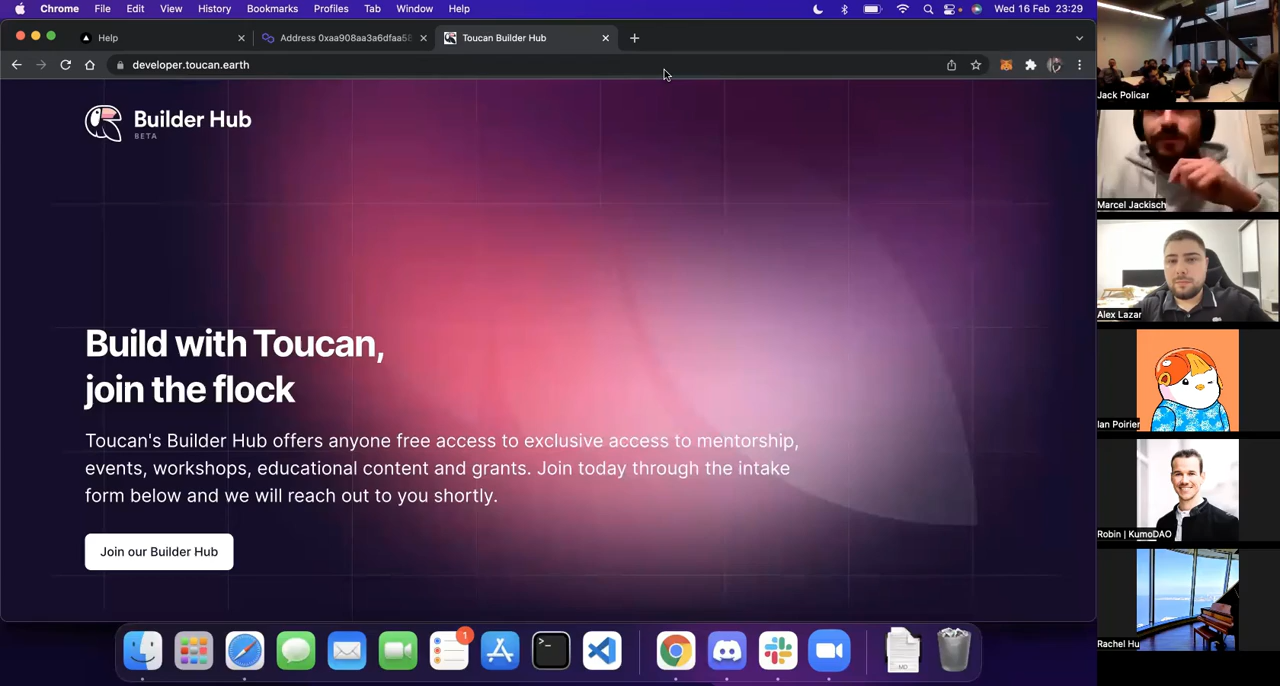 Chrome File Edit View History Bookmarks Profiles Tab Window Help Wed 16 Feb 23:29
Help Address 0xaa908aa3a6dfaa58 Toucan Builder Hub
developer.toucan.earth
Builder Hub
BETA
Build with Toucan,
join the flock
Toucan's Builder Hub offers anyone free access to exclusive access to mentorship,
events, workshops, educational content and grants. Join today through the intake
form below and we will reach out to you shortly.
Join our Builder Hub
1
MD
Jack Policar
Marcel Jackisch
Alex Lazar
Ian Poirier
Robin | KumoDAO
Rachel Hu